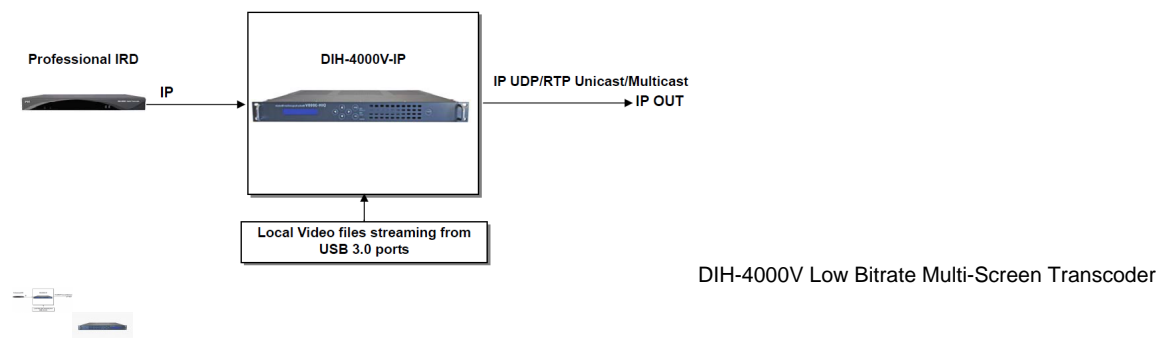 Professional IRD
DIH-4000V-IP
IP
IP UDP/RTP Unicast/Multicast
IP OUT
Local Video files streaming from
USB 3.0 ports
DIH-4000V Low Bitrate Multi-Screen Transcoder